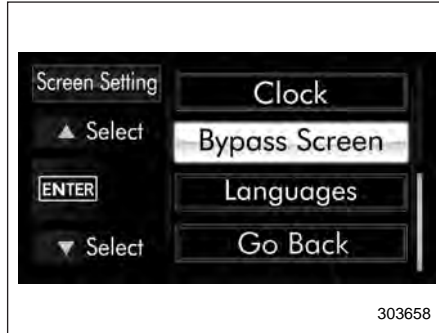 Screen Setting
Clock
▲ Select
Bypass Screen
ENTER
Languages
▼ Select
Go Back
303658